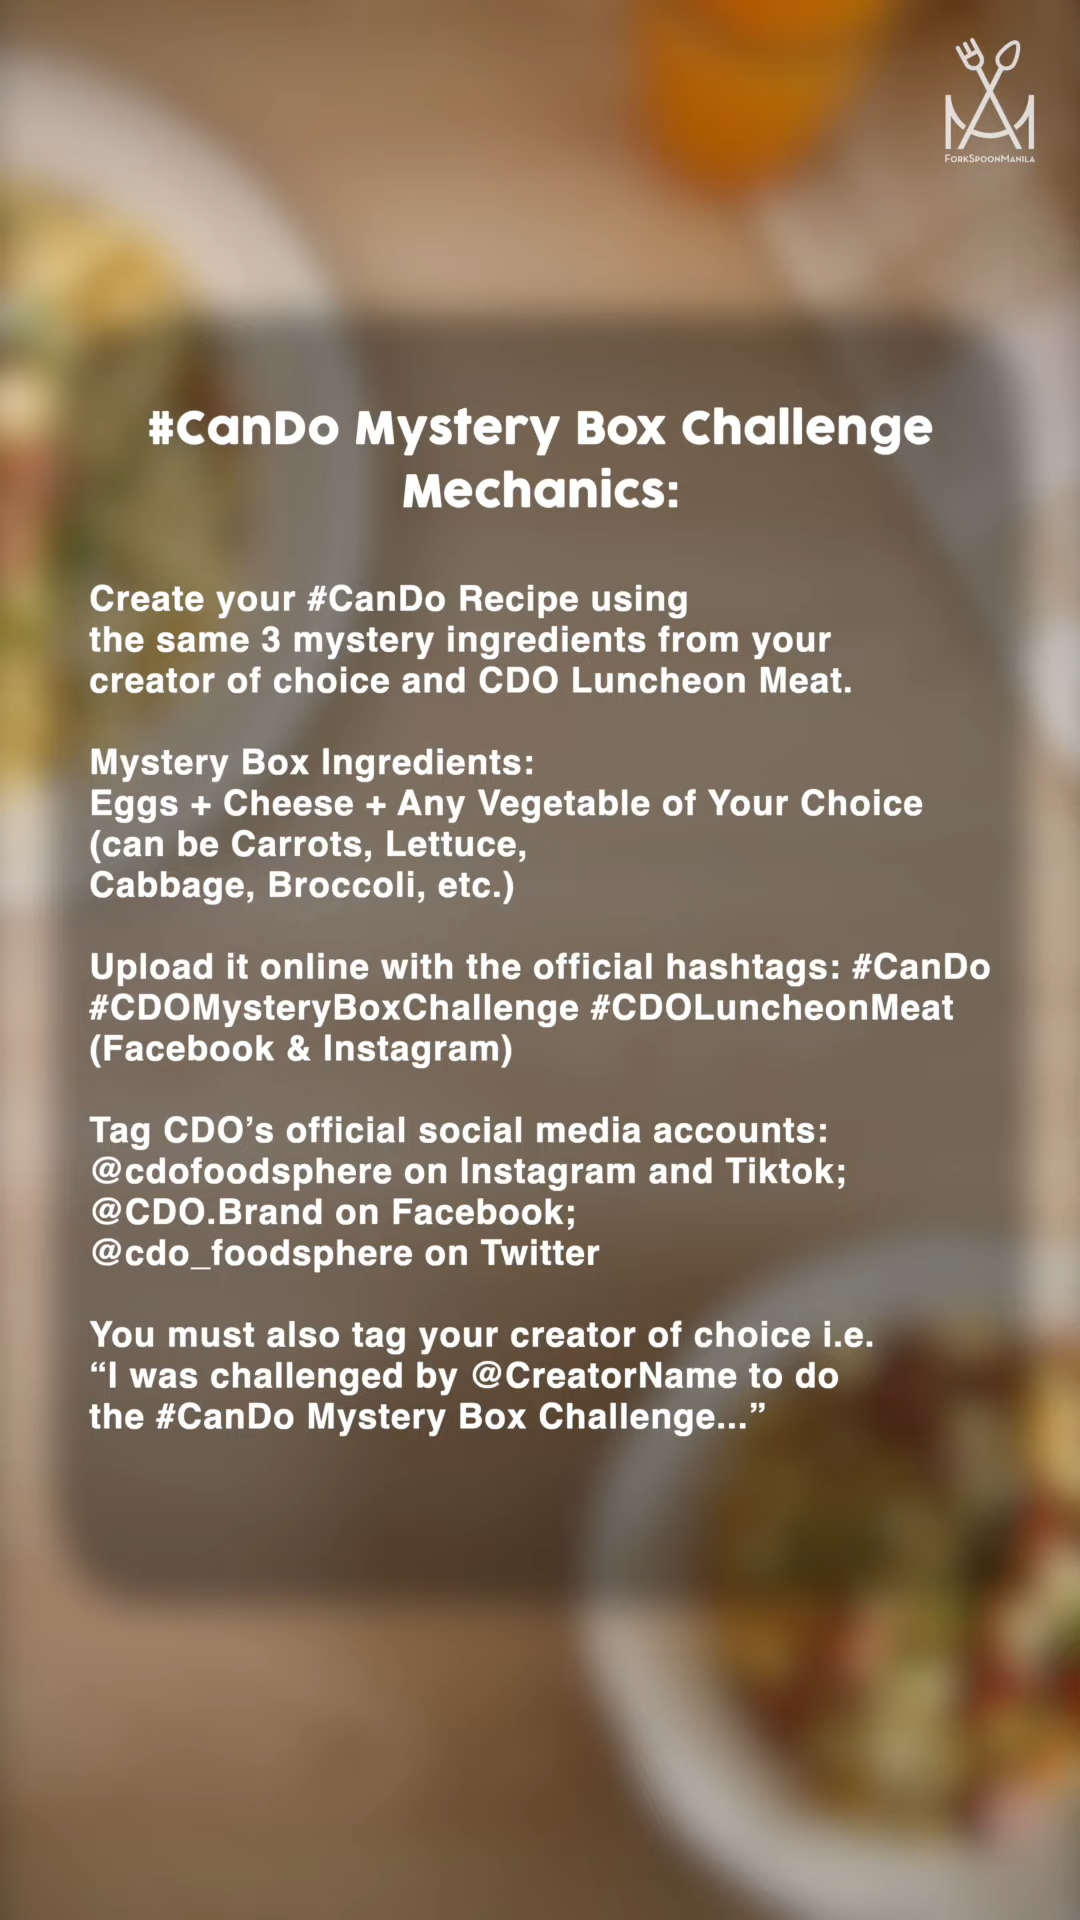 ForkSpoonManila
#CanDo Mystery Box Challenge
Mechanics:
Create your #CanDo Recipe using
the same 3 mystery ingredients from your
creator of choice and CDO Luncheon Meat.
Mystery Box Ingredients:
Eggs + Cheese + Any Vegetable of Your Choice
(can be Carrots, Lettuce,
Cabbage, Broccoli, etc.)
Upload it online with the official hashtags: #CanDo
#CDOMysteryBoxChallenge #CDOLuncheonMeat
(Facebook & Instagram)
Tag CDO’s official social media accounts:
@cdofoodsphere on Instagram and Tiktok;
@CDO.Brand on Facebook;
@cdo_foodsphere on Twitter
You must also tag your creator of choice i.e.
“I was challenged by @CreatorName to do
the #CanDo Mystery Box Challenge...”